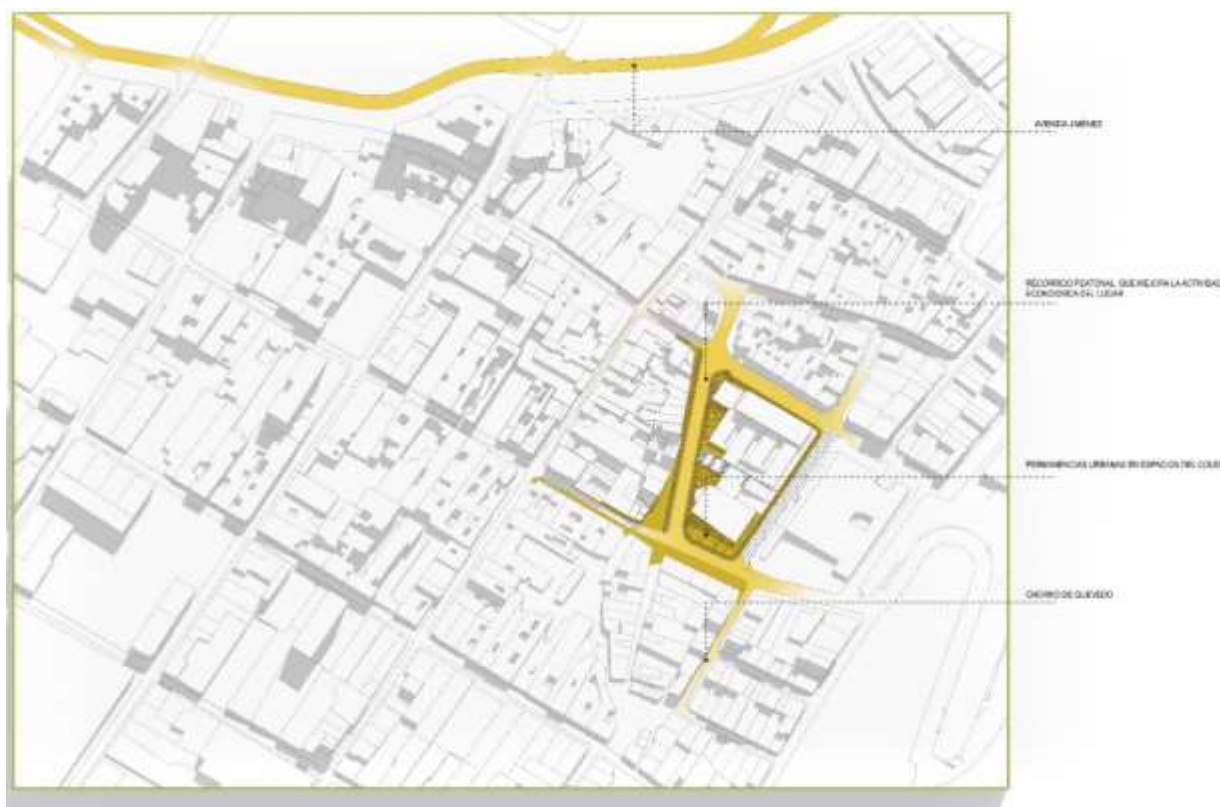 AVENIDA JIMENEZ
RECORRIDO PEATONAL QUE MEJORA LA ACTIVIDAD
ECONOMICA DEL LUGAR
PERMANENCIAS URBANAS EN ESPACIOS DEL
CHORRO DE QUEVEDO